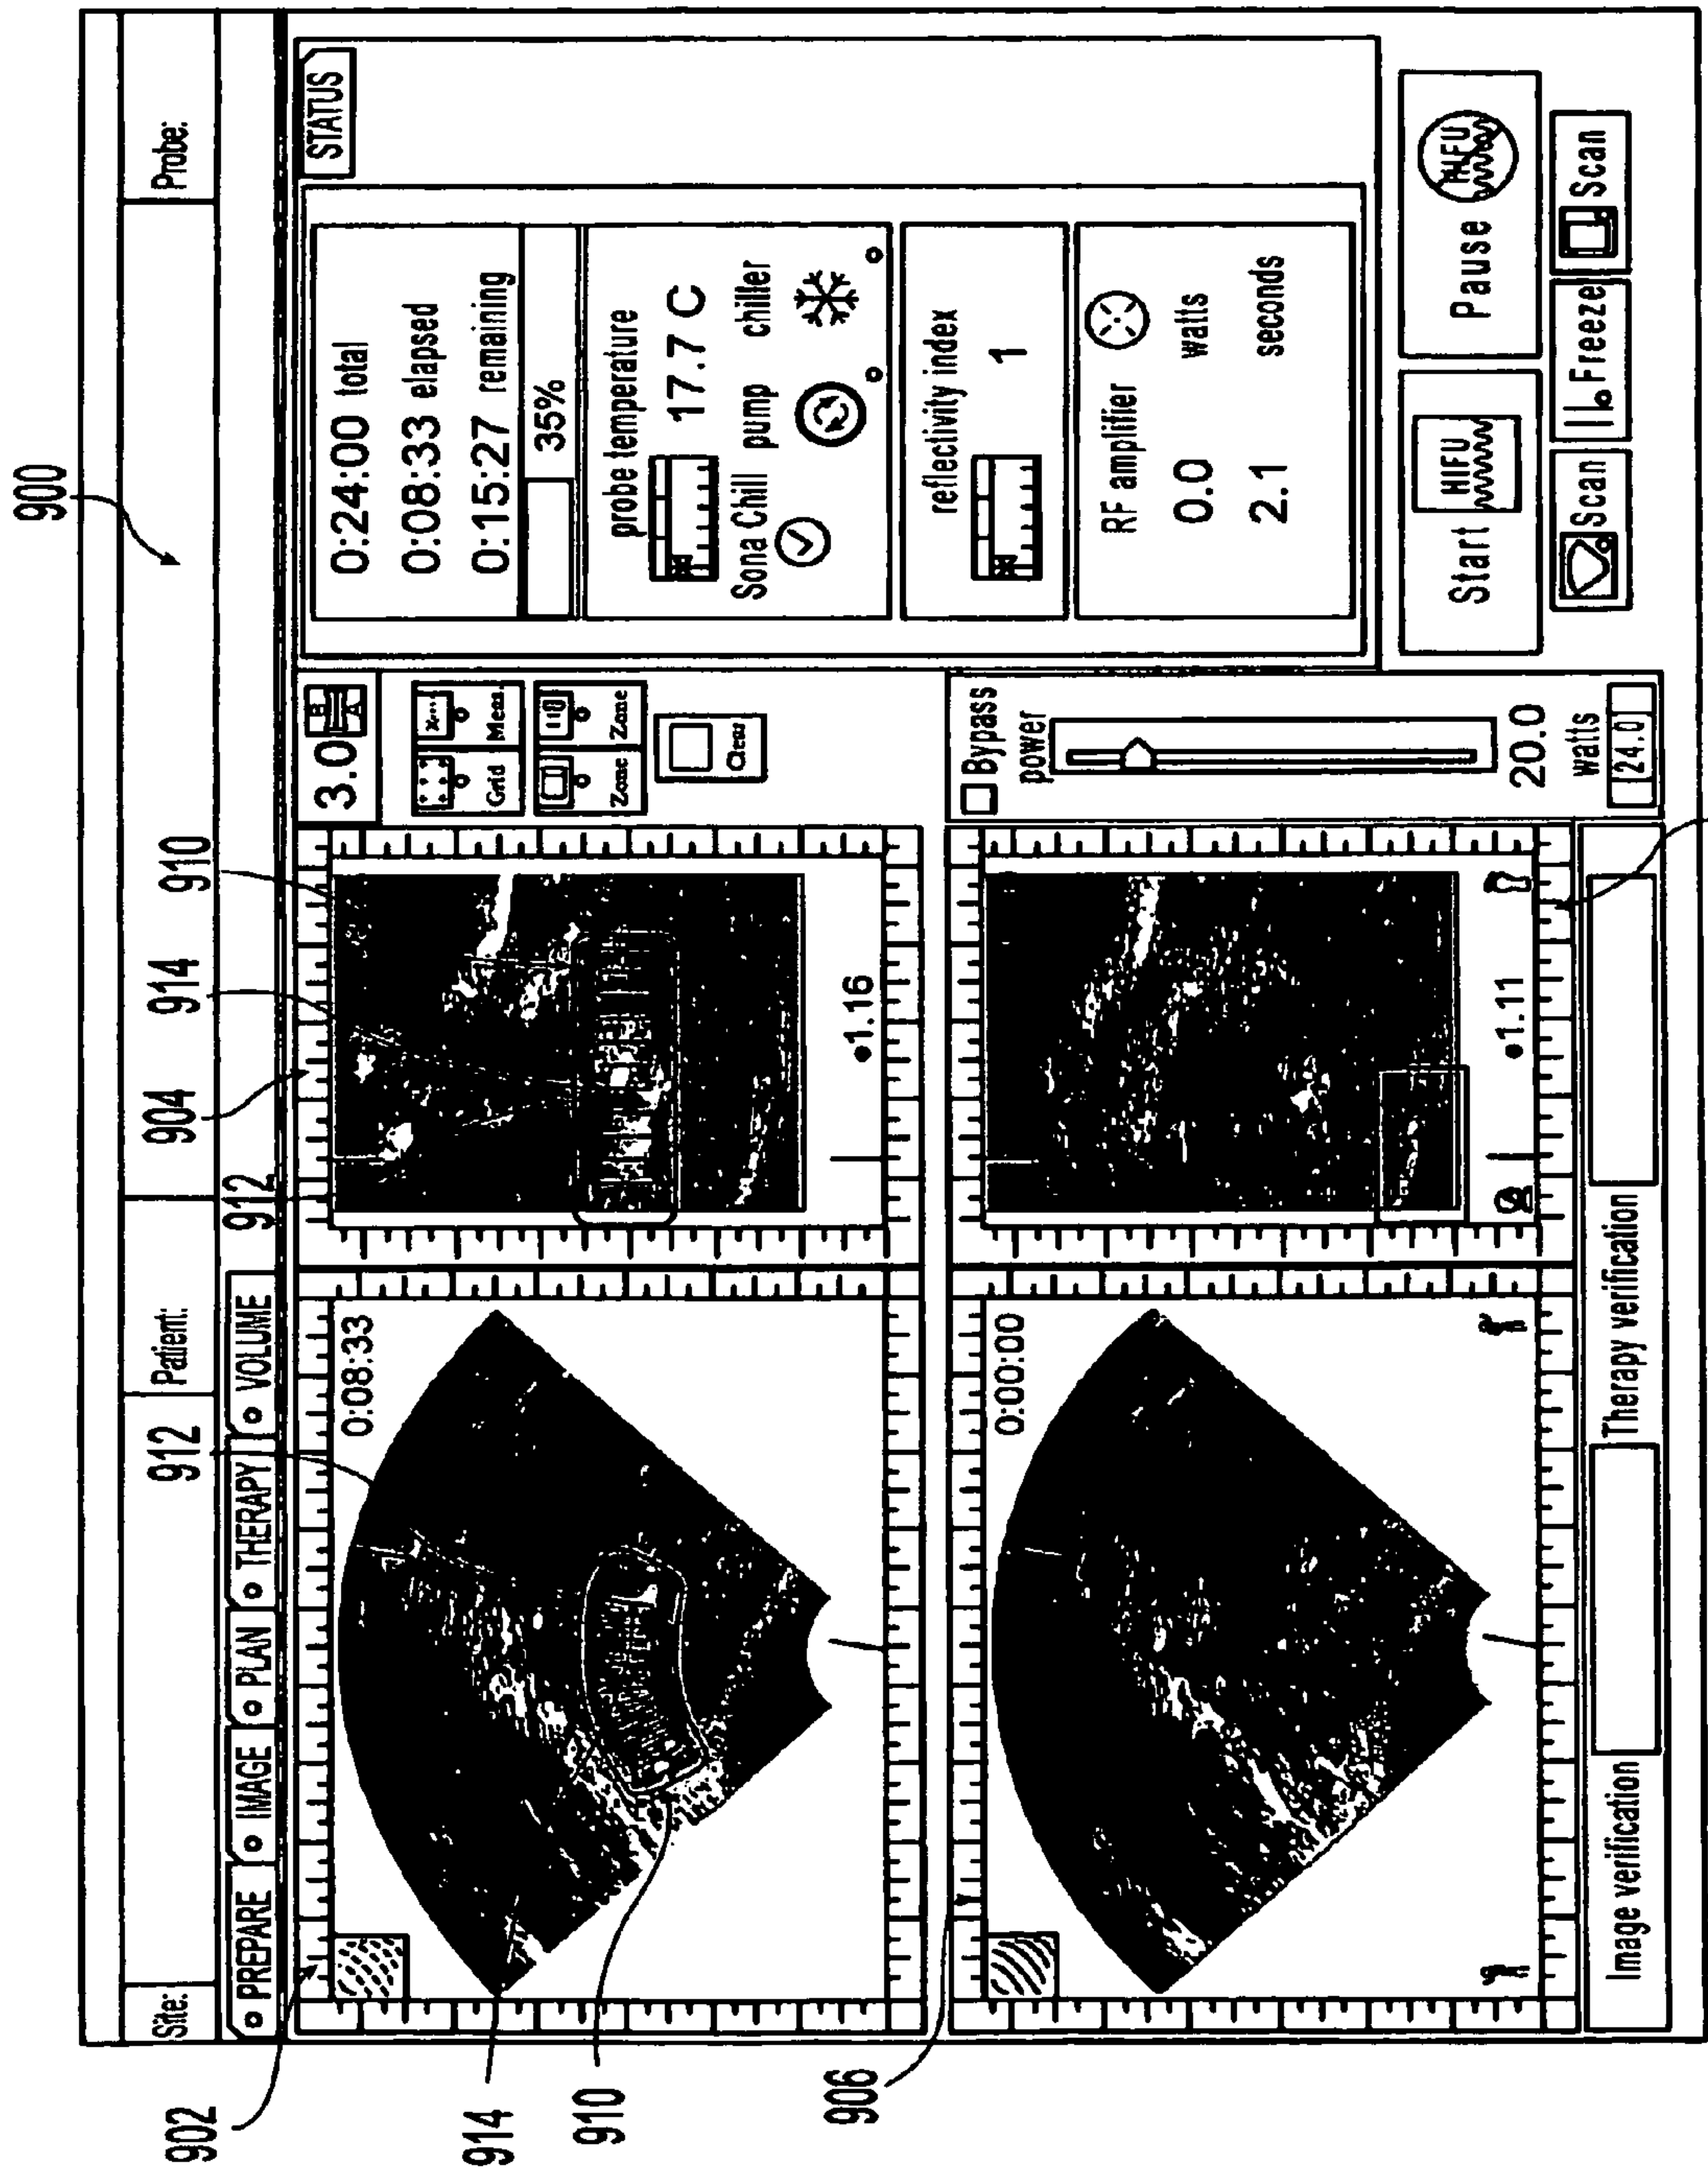 900
Site:
Patient:
Probe:
PREPARE
IMAGE
PLAN
THERAPY
VOLUME
STATUS
902
914
910
906
912
912
904
914
910
0:08:33
0:00:00
1.16
1.11
3.0
B
A
Grid
Meas.
Zone
Zone
Clear
Bypass
power
20.0
watts
24.0
0:24:00 total
0:08:33 elapsed
0:15:27 remaining
35%
probe temperature
17.7 C
Sona Chill pump chiller
reflectivity index
1
RF amplifier
0.0 watts
2.1 seconds
Start
HIFU
Pause
HIFU
Scan
Freeze
Scan
Image verification
Therapy verification